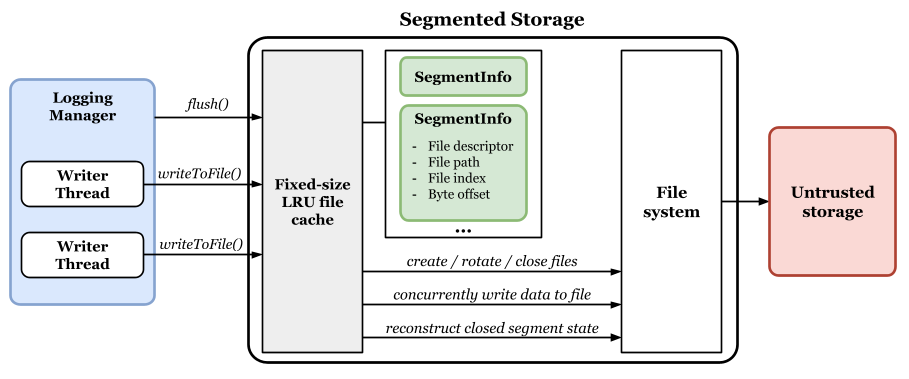 Segmented Storage
Logging
Manager
Writer
Thread
Writer
Thread
flush()
writeToFile()
writeToFile()
Fixed-size
LRU file
cache
SegmentInfo
SegmentInfo
- File descriptor
- File path
- File index
- Byte offset
...
create / rotate / close files
concurrently write data to file
reconstruct closed segment state
File
system
Untrusted
storage